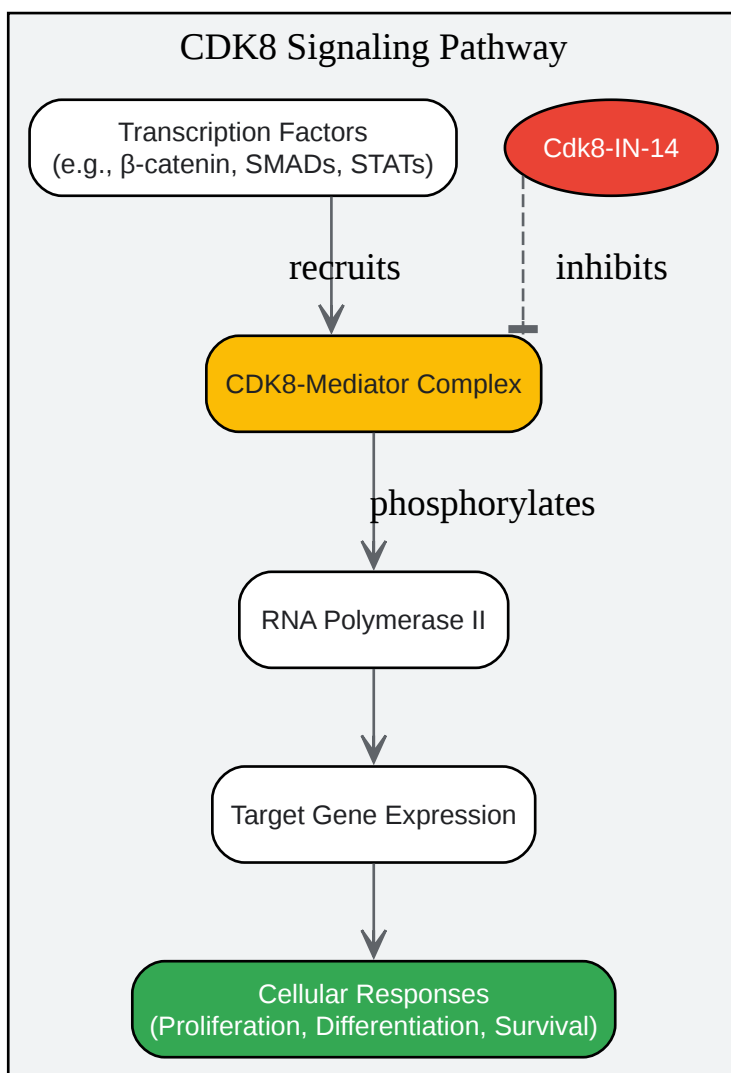 CDK8 Signaling Pathway
Transcription Factors
(e.g., β-catenin, SMADs, STATs)
Cdk8-IN-14
recruits
inhibits
CDK8-Mediator Complex
phosphorylates
RNA Polymerase II
Target Gene Expression
Cellular Responses
(Proliferation, Differentiation, Survival)